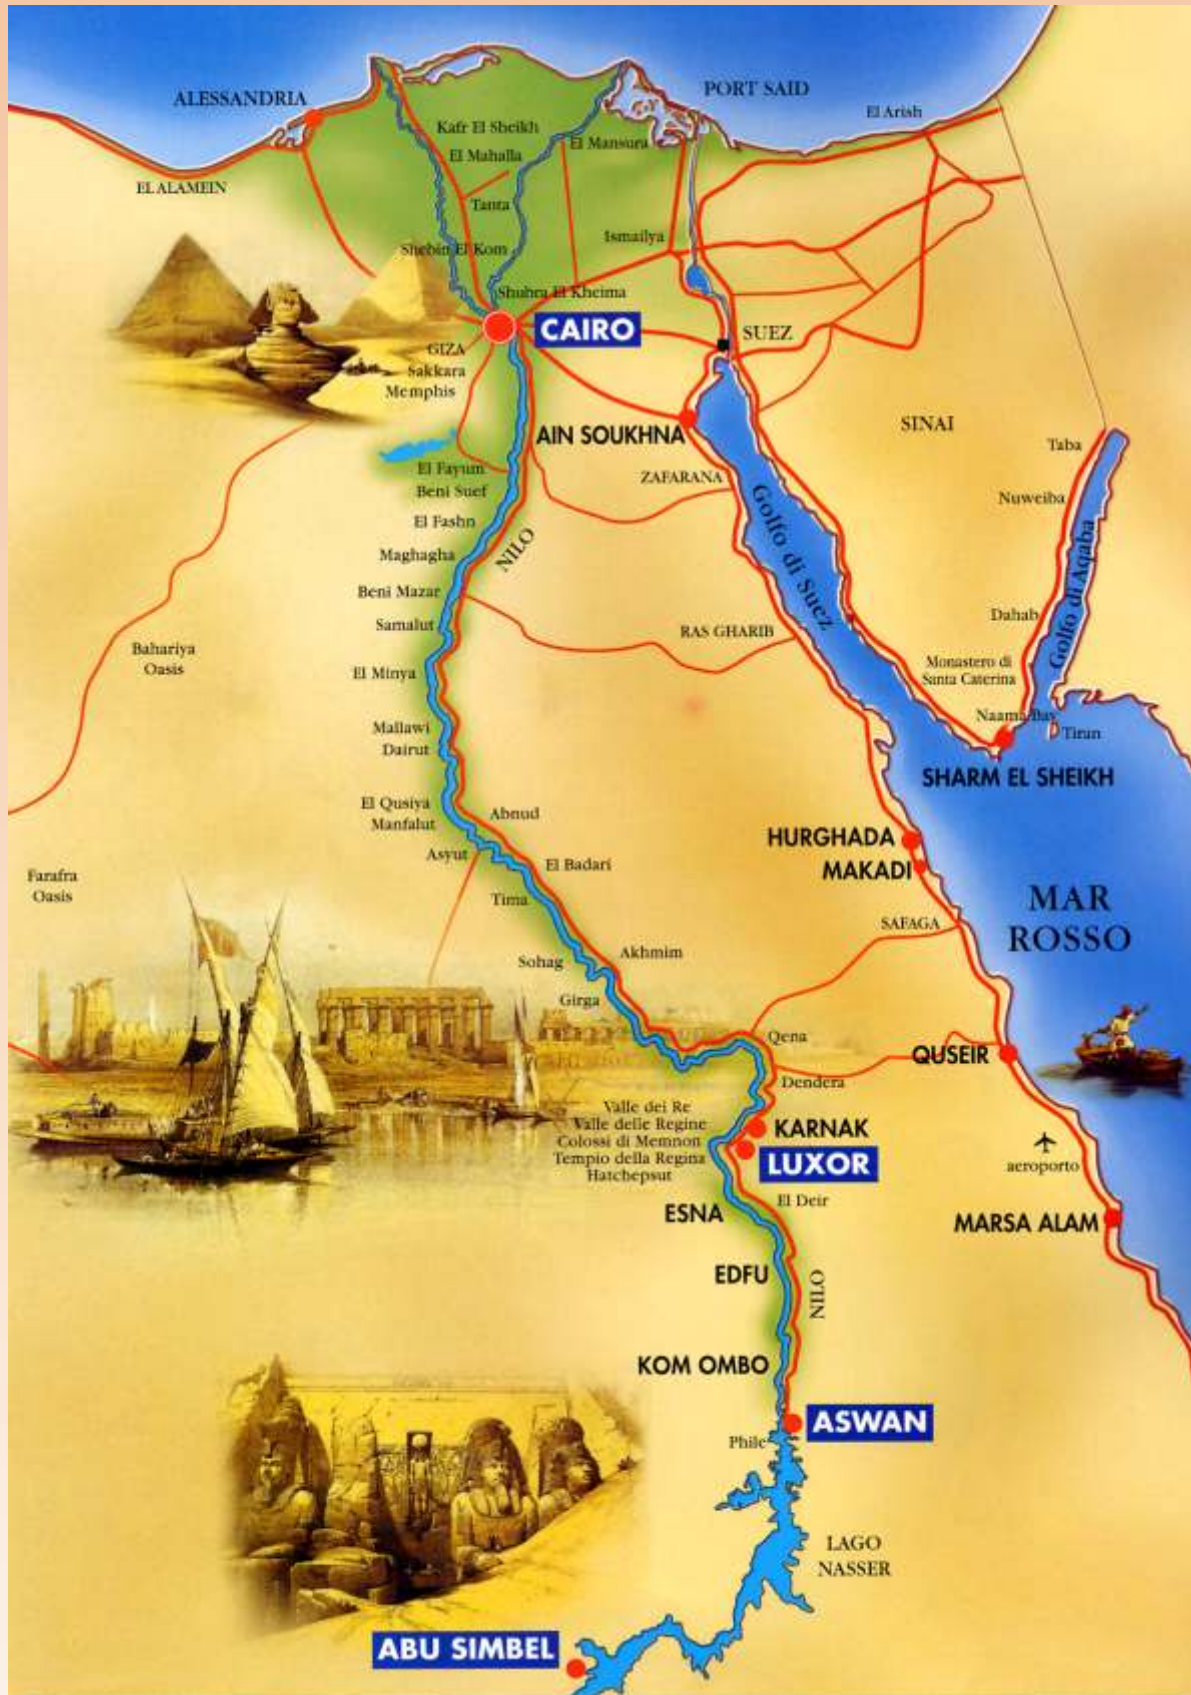 ALESSANDRIA
PORT SAID
El Arish
Kafr El Sheikh
El Mansura
El Mahalla
EL ALAMEIN
Tanta
Ismailya
Shebin El Kom
Shubra El Kheima
CAIRO
SUEZ
GIZA
Sakkara
Memphis
SINAI
AIN SOUKHNA
Taba
El Fayum
ZAFARANA
Beni Suef
Nuweiba
El Fashn
Golfo di Suez
Golfo di Aqaba
NILO
Maghagha
Beni Mazar
Dahab
Samalut
RAS GHARIB
Bahariya
Oasis
El Minya
Monastero di
Santa Caterina
Naama Bay
Tiran
Mallawi
Dairut
SHARM EL SHEIKH
El Qusiya
Manfalut
Abnud
HURGHADA
Asyut
El Badari
MAKADI
Farafra
Oasis
Tima
MAR
ROSSO
SAFAGA
Akhmim
Sohag
Girga
Qena
QUSEIR
Dendera
Valle dei Re
Valle delle Regine
Colossi di Memnon
Tempio della Regina
Hatchepsut
KARNAK
LUXOR
aeroporto
El Deir
ESNA
MARSA ALAM
EDFU
NILO
KOM OMBO
ASWAN
Phile
LAGO
NASSER
ABU SIMBEL